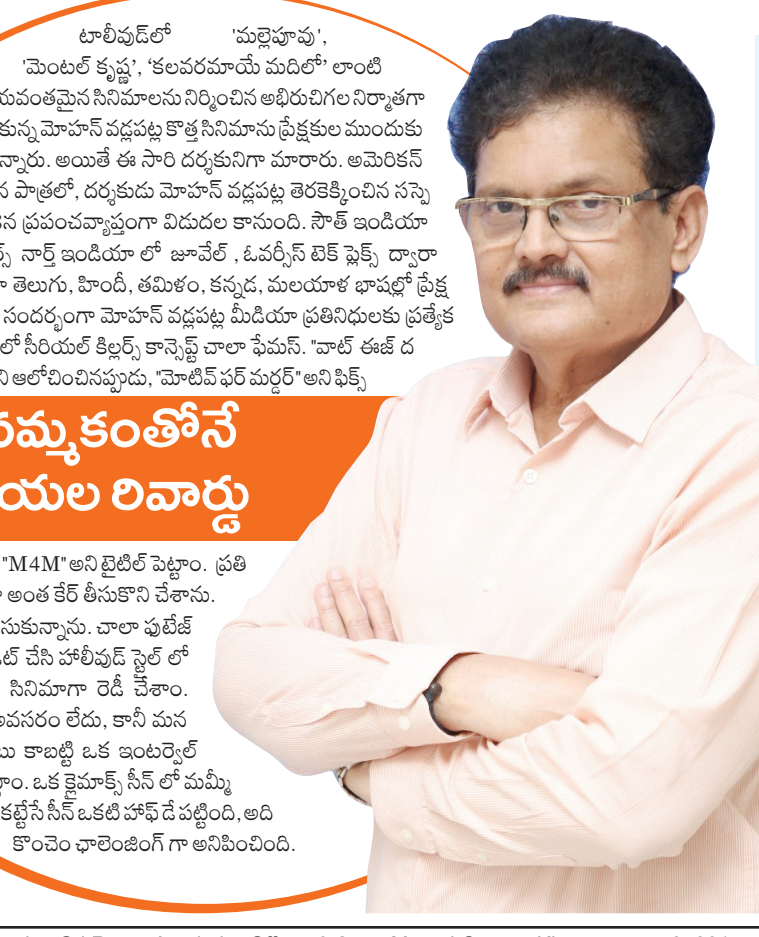 టాలీవుడ్‌లో 'మల్లెపూవు',
'మెంటల్ కృష్ణ', 'కలవరమాయే మదిలో' లాంటి
యవంతమైన సినిమాలను నిర్మించిన అభిరుచిగల నిర్మాతగా
కున్న మోహన్ వడ్లపట్ల కొత్త సినిమాను ప్రేక్షకుల ముందుకు
న్నారు. అయితే ఈ సారి దర్శకునిగా మారారు. అమెరికన్
న పాత్రలో, దర్శకుడు మోహన్ వడ్లపట్ల తెరకెక్కించిన సస్పె
న ప్రపంచవ్యాప్తంగా విడుదల కానుంది. సౌత్ ఇండియా
ర్స్ నార్త్ ఇండియా లో జూవేల్ , ఓవర్సీస్ టెక్ ఫ్లెక్స్ ద్వారా
తెలుగు, హిందీ, తమిళం, కన్నడ, మలయాళ భాషల్లో ప్రేక్ష
సందర్భంగా మోహన్ వడ్లపట్ల మీడియా ప్రతినిధులకు ప్రత్యేక
లో సీరియల్ కిల్లర్స్ కాన్సెప్ట్ చాలా ఫేమస్. "వాట్ ఈజ్ ద
ని ఆలోచించినప్పుడు, "మోటివ్ ఫర్ మర్డర్" అని ఫిక్స్
నమ్మకంతోనే
యల రివార్డు
"M4M" అని టైటిల్ పెట్టాం. ప్రతి
అంత కేర్ తీసుకొని చేశాను.
సుకున్నాను. చాలా ఫుటేజ్
ట్ చేసి హాలీవుడ్ స్టైల్ లో
సినిమాగా రెడీ చేశాం.
అవసరం లేదు, కానీ మన
బు కాబట్టి ఒక ఇంటర్వెల్
ట్టాం. ఒక క్లైమాక్స్ సీన్ లో మమ్మీ
కట్టేసే సీన్ ఒకటి హాఫ్ డే పట్టింది, అది
కొంచెం ఛాలెంజింగ్ గా అనిపించింది.